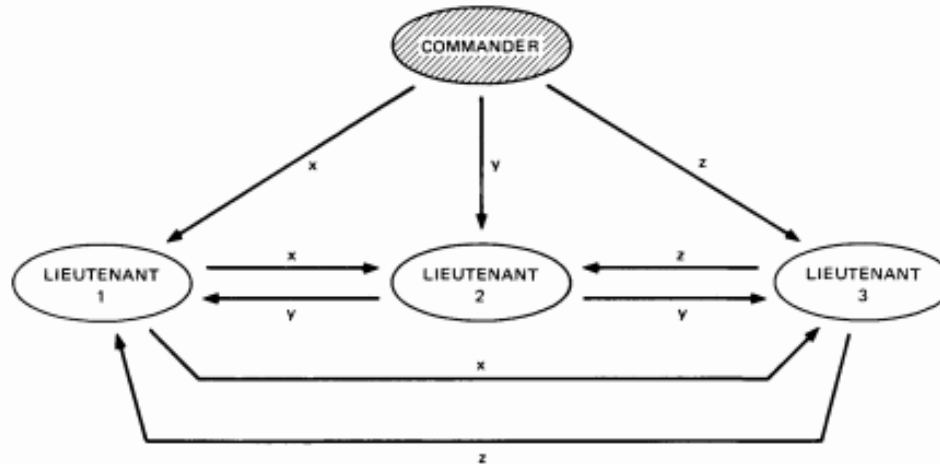 COMMANDER
x
y
z
LIEUTENANT
1
x
LIEUTENANT
2
z
LIEUTENANT
3
y
y
x
z